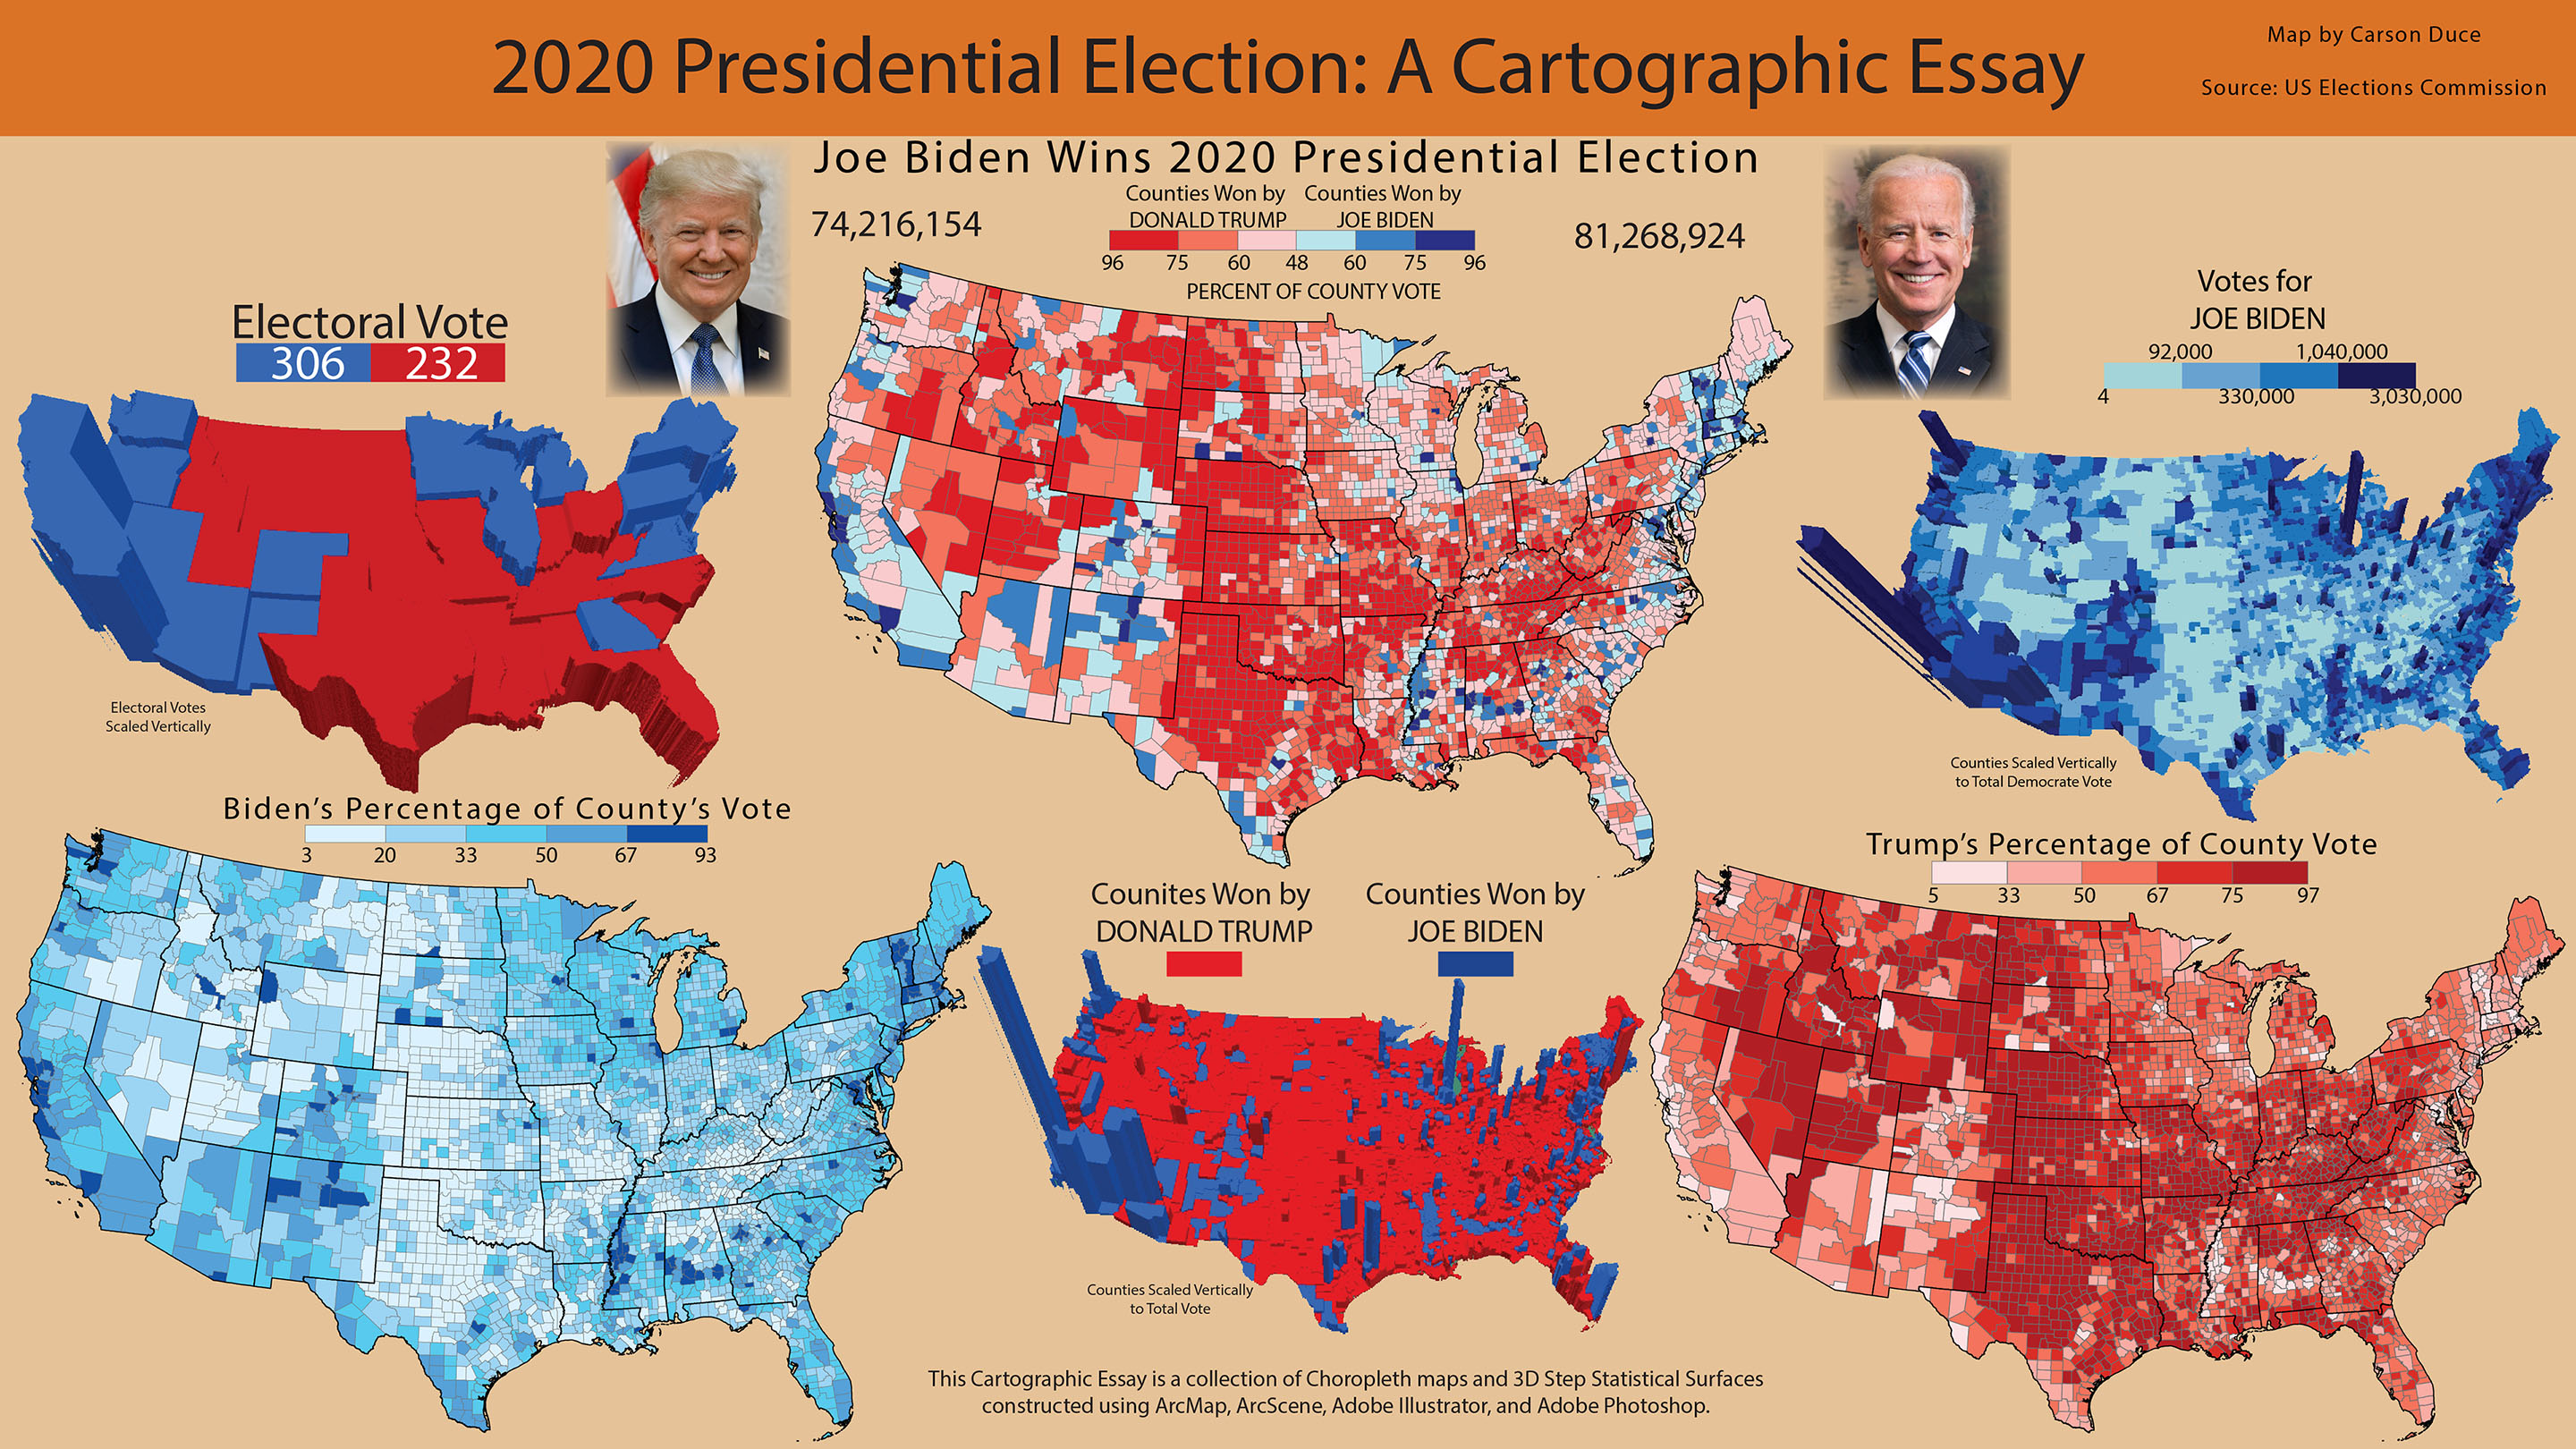 2020 Presidential Election: A Cartographic Essay
Map by Carson Duce
Source: US Elections Commission
Joe Biden Wins 2020 Presidential Election
74,216,154
Counties Won by
DONALD TRUMP
Counties Won by
JOE BIDEN
81,268,924
96 75 60 48 60 75 96
PERCENT OF COUNTY VOTE
Electoral Vote
306 232
Electoral Votes
Scaled Vertically
Votes for
JOE BIDEN
92,000 1,040,000
4 330,000 3,030,000
Counties Scaled Vertically
to Total Democrate Vote
Biden's Percentage of County's Vote
3 20 33 50 67 93
Counites Won by
DONALD TRUMP
Counties Won by
JOE BIDEN
Counties Scaled Vertically
to Total Vote
Trump's Percentage of County Vote
5 33 50 67 75 97
This Cartographic Essay is a collection of Choropleth maps and 3D Step Statistical Surfaces
constructed using ArcMap, ArcScene, Adobe Illustrator, and Adobe Photoshop.